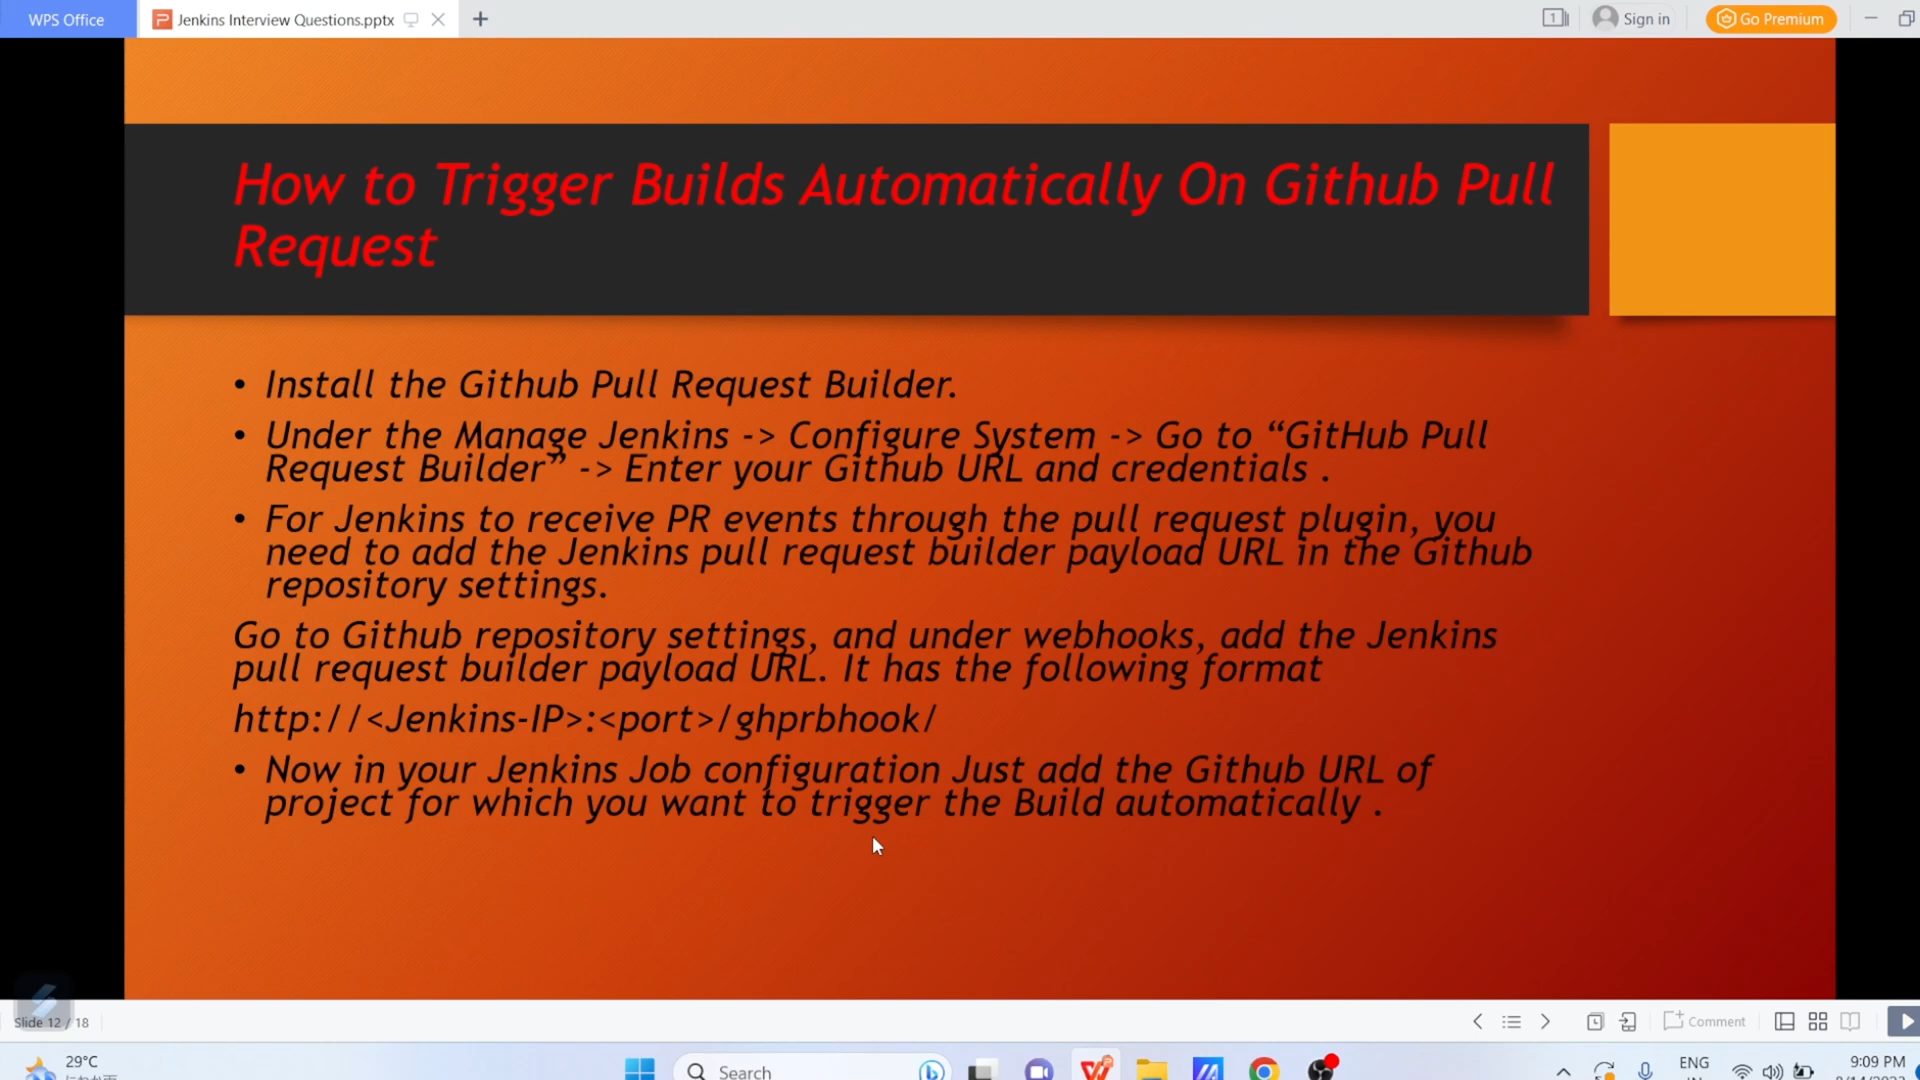 WPS Office
Jenkins Interview Questions.pptx
Sign in
Go Premium
How to Trigger Builds Automatically On Github Pull
Request
• Install the Github Pull Request Builder.
• Under the Manage Jenkins -> Configure System -> Go to “GitHub Pull
Request Builder” -> Enter your Github URL and credentials .
• For Jenkins to receive PR events through the pull request plugin, you
need to add the Jenkins pull request builder payload URL in the Github
repository settings.
Go to Github repository settings, and under webhooks, add the Jenkins
pull request builder payload URL. It has the following format
http://<Jenkins-IP>:<port>/ghprbhook/
• Now in your Jenkins Job configuration Just add the Github URL of
project for which you want to trigger the Build automatically .
Slide 12 / 18
Comment
29°C
Search
ENG
9:09 PM